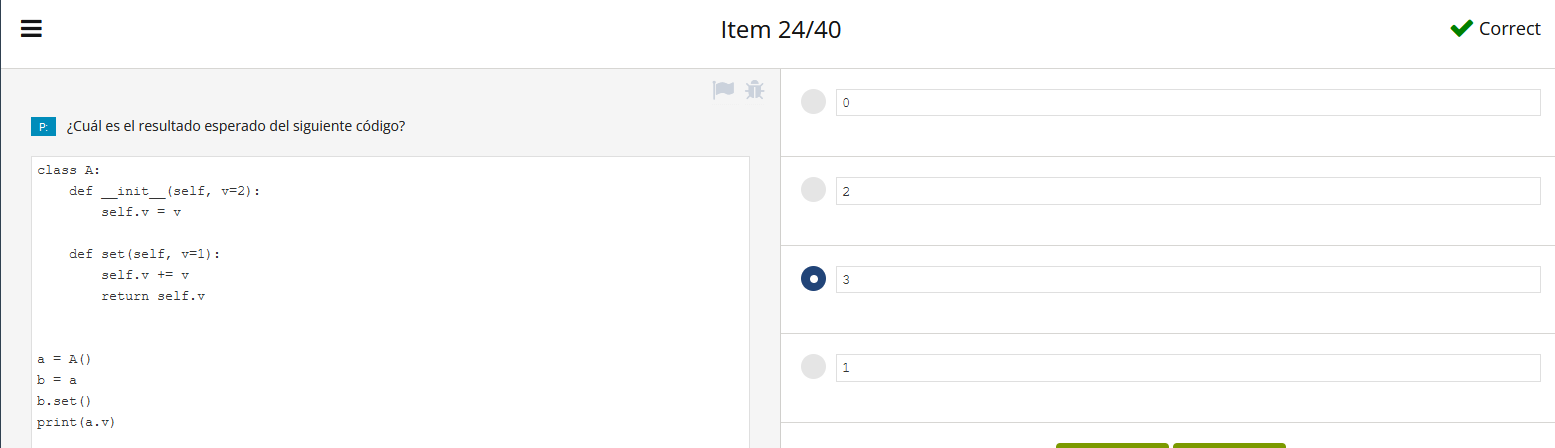 Item 24/40
Correct
P: ¿Cuál es el resultado esperado del siguiente código?
class A:
    def __init__(self, v=2):
        self.v = v
    def set(self, v=1):
        self.v += v
        return self.v
a = A()
b = a
b.set()
print(a.v)
0
2
3
1